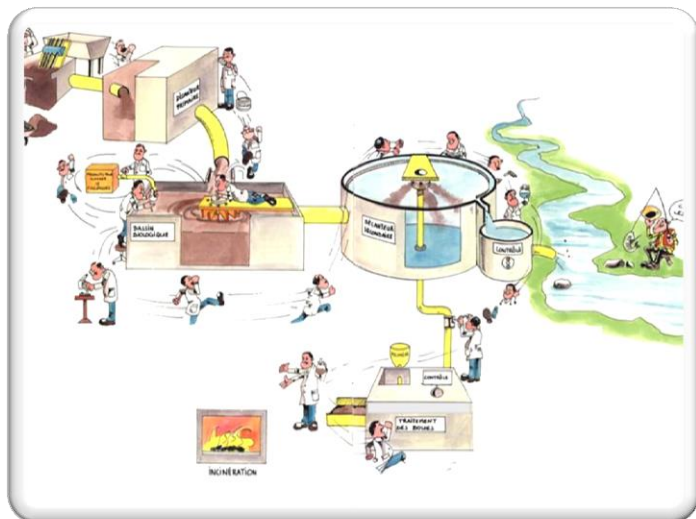 DÉCANTEUR
PRIMAIRE
BASSIN
BIOLOGIQUE
DÉCANTEUR
SECONDAIRE
CONTRÔLE
CONTRÔLE
TRAITEMENT
DES BOUES
INCINÉRATION